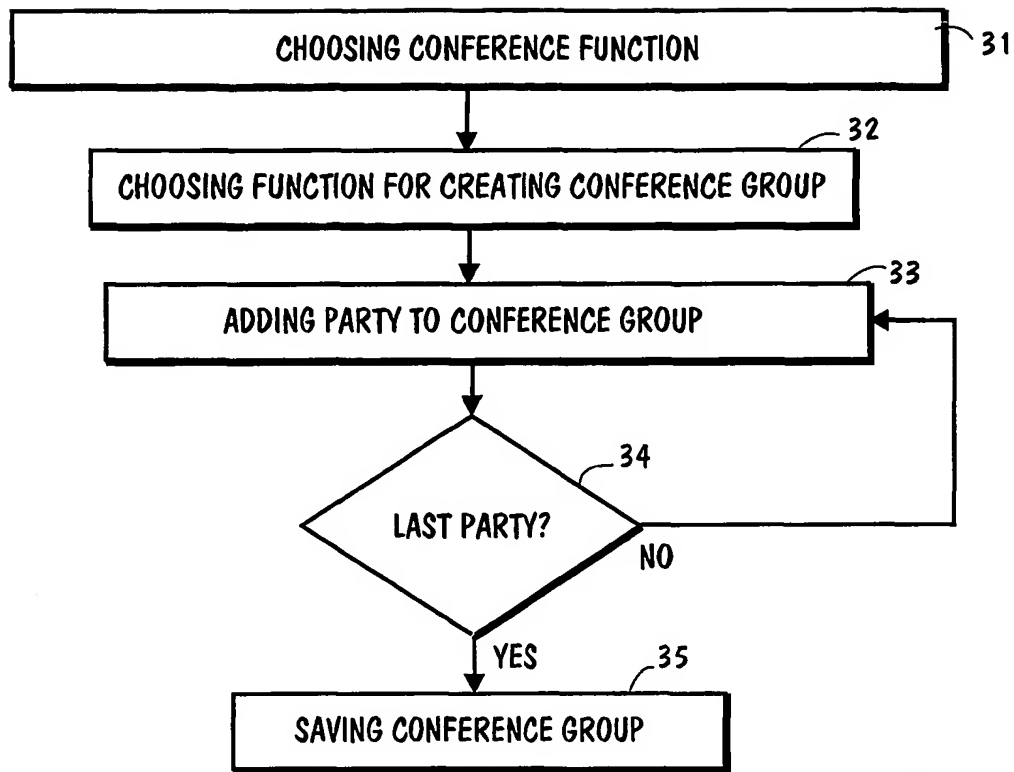 CHOOSING CONFERENCE FUNCTION
31
32
CHOOSING FUNCTION FOR CREATING CONFERENCE GROUP
33
ADDING PARTY TO CONFERENCE GROUP
34
LAST PARTY?
NO
YES
35
SAVING CONFERENCE GROUP